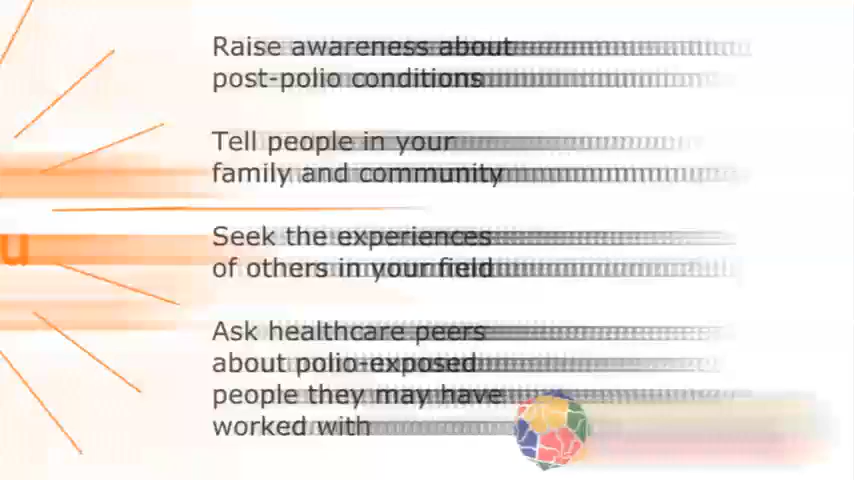 Raise awareness about
post-polio conditions
Tell people in your
family and community
Seek the experiences
of others in your field
Ask healthcare peers
about polio-exposed
people they may have
worked with
u